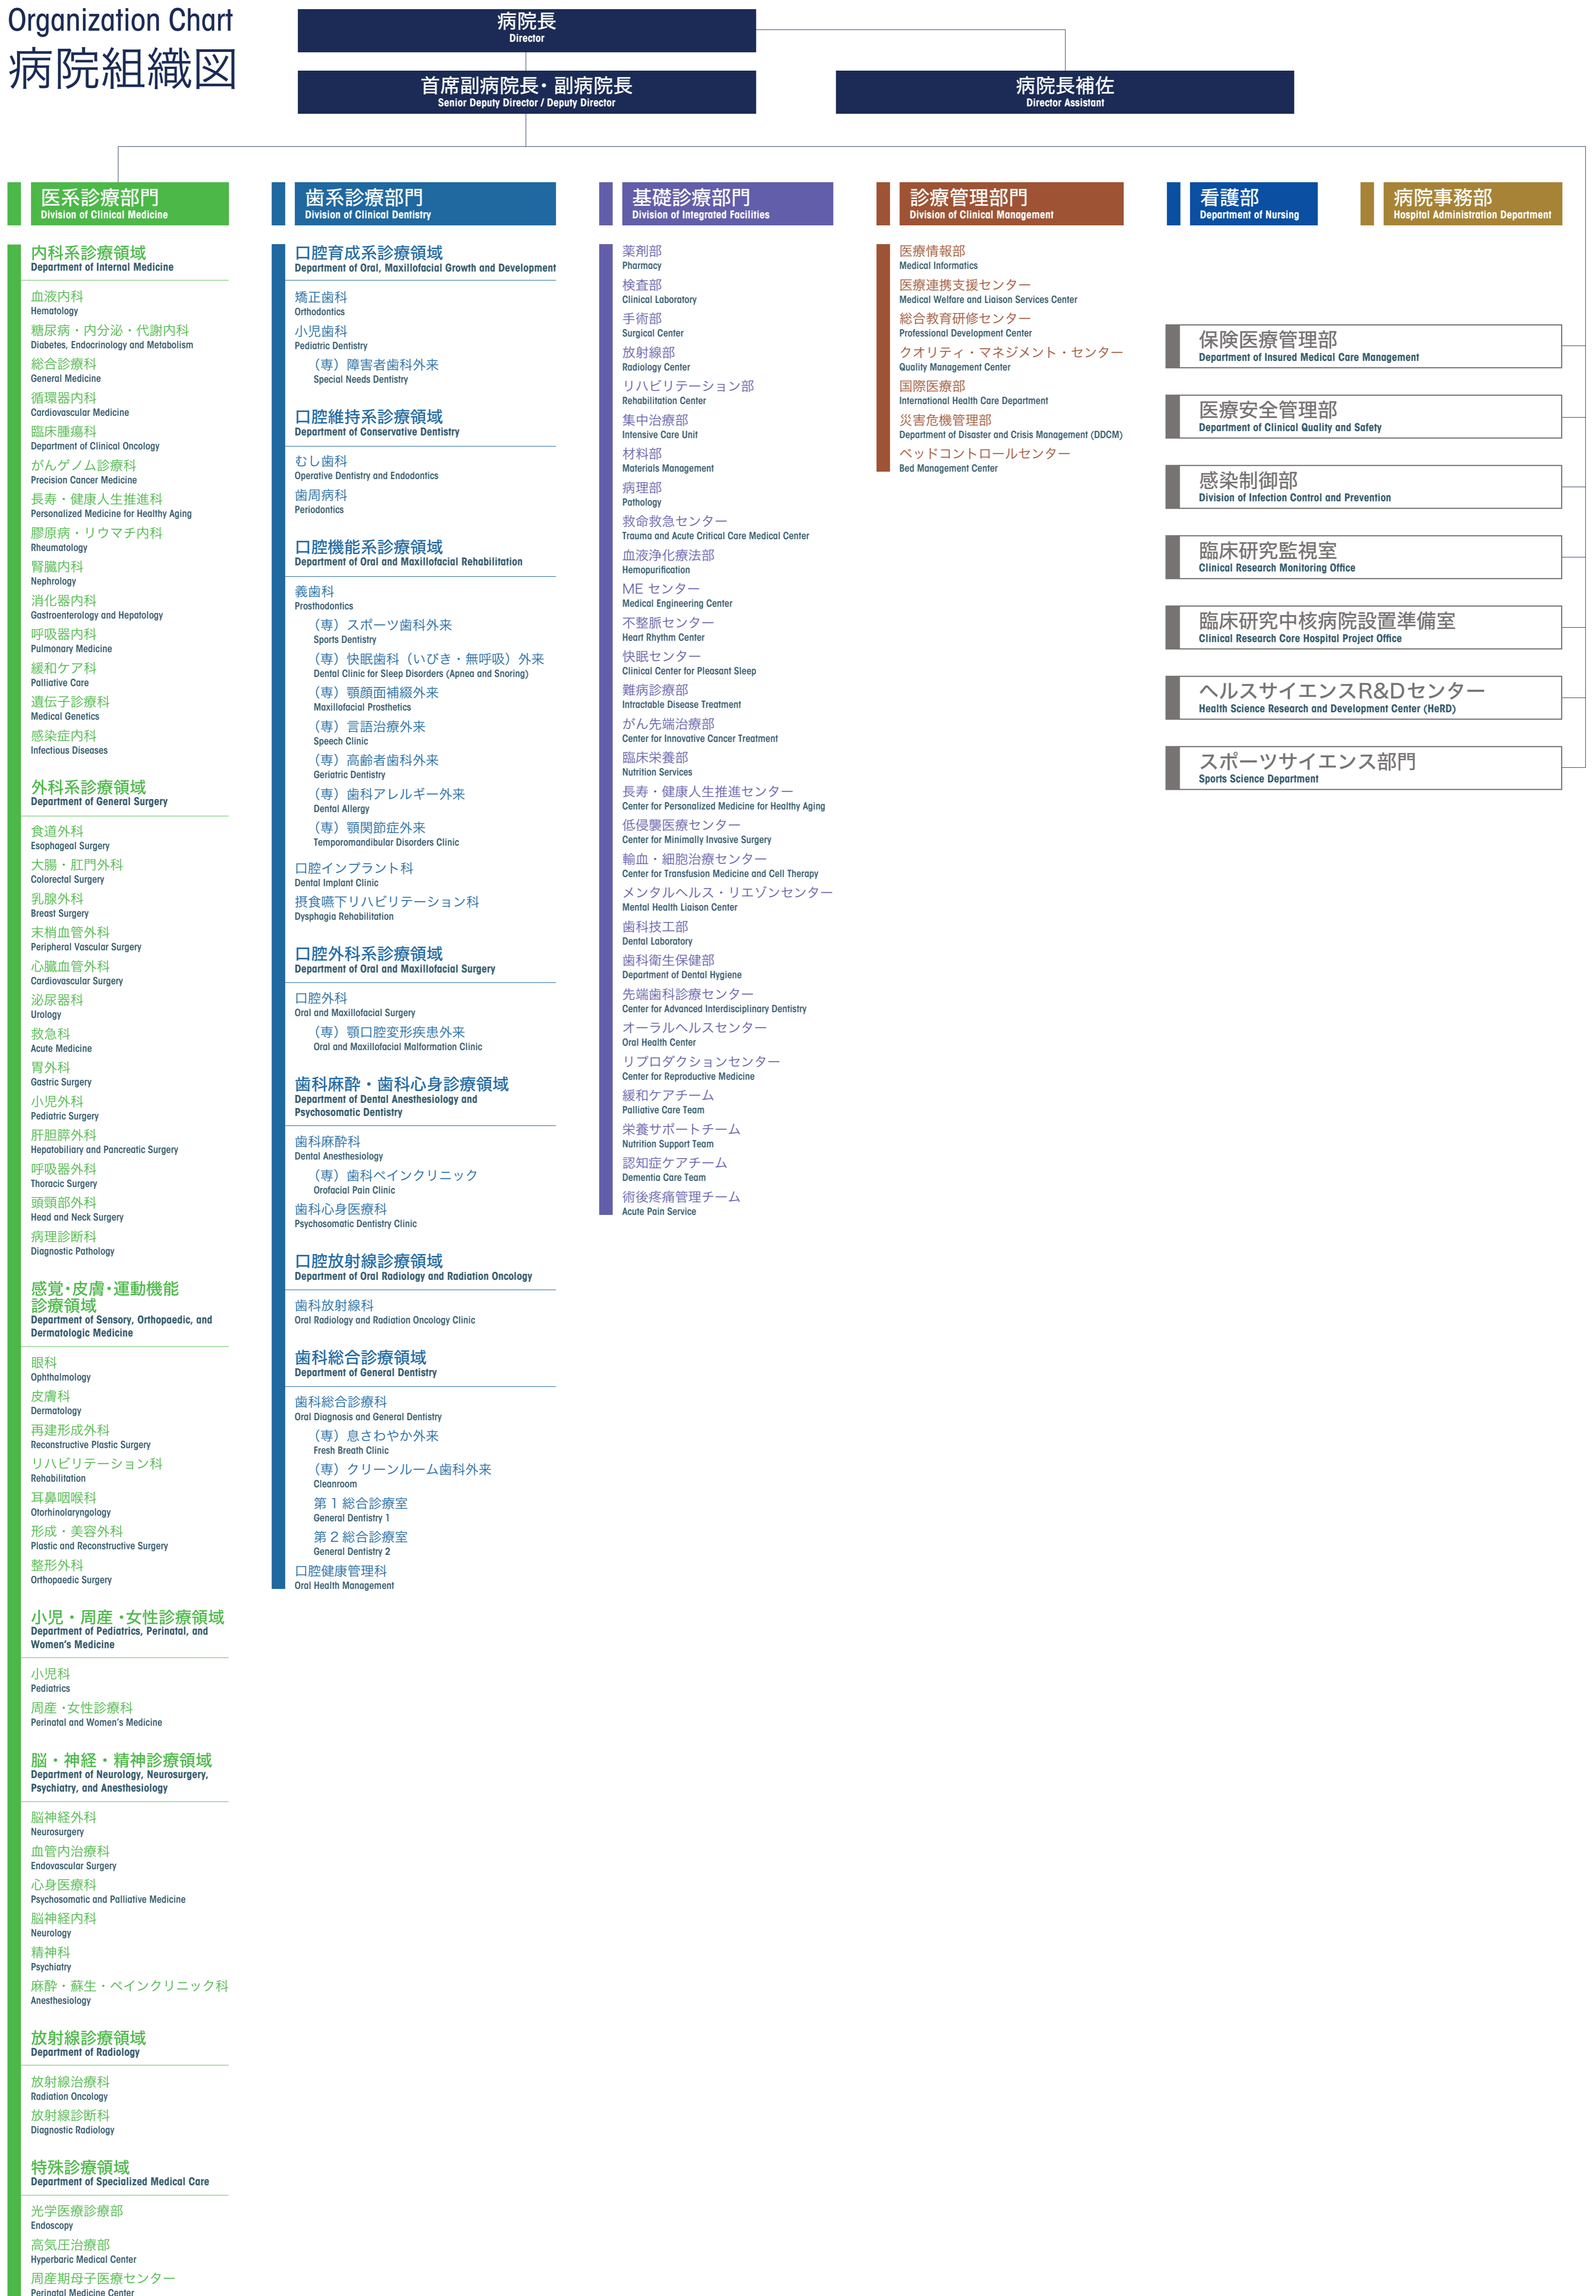 Organization Chart
病院組織図
病院長
Director
首席副病院長・副病院長
Senior Deputy Director / Deputy Director
病院長補佐
Director Assistant
医系診療部門
Division of Clinical Medicine
内科系診療領域
Department of Internal Medicine
血液内科
Hematology
糖尿病・内分泌・代謝内科
Diabetes, Endocrinology and Metabolism
総合診療科
General Medicine
循環器内科
Cardiovascular Medicine
臨床腫瘍科
Department of Clinical Oncology
がんゲノム診療科
Precision Cancer Medicine
長寿・健康人生推進科
Personalized Medicine for Healthy Aging
膠原病・リウマチ内科
Rheumatology
腎臓内科
Nephrology
消化器内科
Gastroenterology and Hepatology
呼吸器内科
Pulmonary Medicine
緩和ケア科
Palliative Care
遺伝子診療科
Medical Genetics
感染症内科
Infectious Diseases
外科系診療領域
Department of General Surgery
食道外科
Esophageal Surgery
大腸・肛門外科
Colorectal Surgery
乳腺外科
Breast Surgery
末梢血管外科
Peripheral Vascular Surgery
心臓血管外科
Cardiovascular Surgery
泌尿器科
Urology
救急科
Acute Medicine
胃外科
Gastric Surgery
小児外科
Pediatric Surgery
肝胆膵外科
Hepatobiliary and Pancreatic Surgery
呼吸器外科
Thoracic Surgery
頭頸部外科
Head and Neck Surgery
病理診断科
Diagnostic Pathology
感覚・皮膚・運動機能
診療領域
Department of Sensory, Orthopaedic, and
Dermatologic Medicine
眼科
Ophthalmology
皮膚科
Dermatology
再建形成外科
Reconstructive Plastic Surgery
リハビリテーション科
Rehabilitation
耳鼻咽喉科
Otorhinolaryngology
形成・美容外科
Plastic and Reconstructive Surgery
整形外科
Orthopaedic Surgery
小児・周産・女性診療領域
Department of Pediatrics, Perinatal, and
Women's Medicine
小児科
Pediatrics
周産・女性診療科
Perinatal and Women's Medicine
脳・神経・精神診療領域
Department of Neurology, Neurosurgery,
Psychiatry, and Anesthesiology
脳神経外科
Neurosurgery
血管内治療科
Endovascular Surgery
心身医療科
Psychosomatic and Palliative Medicine
脳神経内科
Neurology
精神科
Psychiatry
麻酔・蘇生・ペインクリニック科
Anesthesiology
放射線診療領域
Department of Radiology
放射線治療科
Radiation Oncology
放射線診断科
Diagnostic Radiology
特殊診療領域
Department of Specialized Medical Care
光学医療診療部
Endoscopy
高気圧治療部
Hyperbaric Medical Center
周産期母子医療センター
Perinatal Medicine Center
歯系診療部門
Division of Clinical Dentistry
口腔育成系診療領域
Department of Oral, Maxillofacial Growth and Development
矯正歯科
Orthodontics
小児歯科
Pediatric Dentistry
（専）障害者歯科外来
Special Needs Dentistry
口腔維持系診療領域
Department of Conservative Dentistry
むし歯科
Operative Dentistry and Endodontics
歯周病科
Periodontics
口腔機能系診療領域
Department of Oral and Maxillofacial Rehabilitation
義歯科
Prosthodontics
（専）スポーツ歯科外来
Sports Dentistry
（専）快眠歯科（いびき・無呼吸）外来
Dental Clinic for Sleep Disorders (Apnea and Snoring)
（専）顎顔面補綴外来
Maxillofacial Prosthetics
（専）言語治療外来
Speech Clinic
（専）高齢者歯科外来
Geriatric Dentistry
（専）歯科アレルギー外来
Dental Allergy
（専）顎関節症外来
Temporomandibular Disorders Clinic
口腔インプラント科
Dental Implant Clinic
摂食嚥下リハビリテーション科
Dysphagia Rehabilitation
口腔外科系診療領域
Department of Oral and Maxillofacial Surgery
口腔外科
Oral and Maxillofacial Surgery
（専）顎口腔変形疾患外来
Oral and Maxillofacial Malformation Clinic
歯科麻酔・歯科心身診療領域
Department of Dental Anesthesiology and
Psychosomatic Dentistry
歯科麻酔科
Dental Anesthesiology
（専）歯科ペインクリニック
Orofacial Pain Clinic
歯科心身医療科
Psychosomatic Dentistry Clinic
口腔放射線診療領域
Department of Oral Radiology and Radiation Oncology
歯科放射線科
Oral Radiology and Radiation Oncology Clinic
歯科総合診療領域
Department of General Dentistry
歯科総合診療科
Oral Diagnosis and General Dentistry
（専）息さわやか外来
Fresh Breath Clinic
（専）クリーンルーム歯科外来
Cleanroom
第1総合診療室
General Dentistry 1
第2総合診療室
General Dentistry 2
口腔健康管理科
Oral Health Management
基礎診療部門
Division of Integrated Facilities
薬剤部
Pharmacy
検査部
Clinical Laboratory
手術部
Surgical Center
放射線部
Radiology Center
リハビリテーション部
Rehabilitation Center
集中治療部
Intensive Care Unit
材料部
Materials Management
病理部
Pathology
救命救急センター
Trauma and Acute Critical Care Medical Center
血液浄化療法部
Hemopurification
ME センター
Medical Engineering Center
不整脈センター
Heart Rhythm Center
快眠センター
Clinical Center for Pleasant Sleep
難病診療部
Intractable Disease Treatment
がん先端治療部
Center for Innovative Cancer Treatment
臨床栄養部
Nutrition Services
長寿・健康人生推進センター
Center for Personalized Medicine for Healthy Aging
低侵襲医療センター
Center for Minimally Invasive Surgery
輸血・細胞治療センター
Center for Transfusion Medicine and Cell Therapy
メンタルヘルス・リエゾンセンター
Mental Health Liaison Center
歯科技工部
Dental Laboratory
歯科衛生保健部
Department of Dental Hygiene
先端歯科診療センター
Center for Advanced Interdisciplinary Dentistry
オーラルヘルスセンター
Oral Health Center
リプロダクションセンター
Center for Reproductive Medicine
緩和ケアチーム
Palliative Care Team
栄養サポートチーム
Nutrition Support Team
認知症ケアチーム
Dementia Care Team
術後疼痛管理チーム
Acute Pain Service
診療管理部門
Division of Clinical Management
医療情報部
Medical Informatics
医療連携支援センター
Medical Welfare and Liaison Services Center
総合教育研修センター
Professional Development Center
クオリティ・マネジメント・センター
Quality Management Center
国際医療部
International Health Care Department
災害危機管理部
Department of Disaster and Crisis Management (DDCM)
ベッドコントロールセンター
Bed Management Center
看護部
Department of Nursing
病院事務部
Hospital Administration Department
保険医療管理部
Department of Insured Medical Care Management
医療安全管理部
Department of Clinical Quality and Safety
感染制御部
Division of Infection Control and Prevention
臨床研究監視室
Clinical Research Monitoring Office
臨床研究中核病院設置準備室
Clinical Research Core Hospital Project Office
ヘルスサイエンスR&Dセンター
Health Science Research and Development Center (HeRD)
スポーツサイエンス部門
Sports Science Department